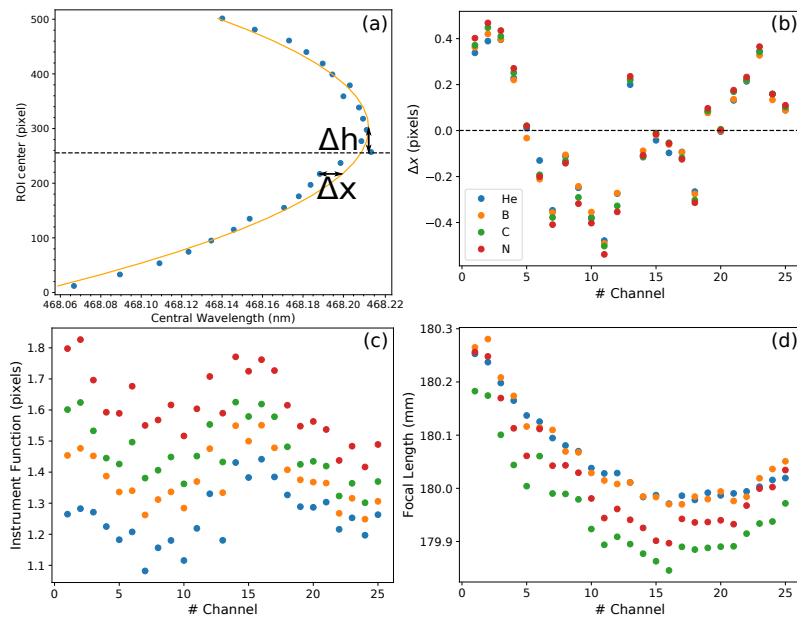 (a)
ROI center (pixel)
500
400
300
200
100
0
Δh
Δx
468.06 468.08 468.10 468.12 468.14 468.16 468.18 468.20 468.22
Central Wavelength (nm)
(b)
Δx (pixels)
0.4
0.2
0.0
−0.2
−0.4
He
B
C
N
0 5 10 15 20 25
# Channel
(c)
Instrument Function (pixels)
1.8
1.7
1.6
1.5
1.4
1.3
1.2
1.1
0 5 10 15 20 25
# Channel
(d)
Focal Length (mm)
180.3
180.2
180.1
180.0
179.9
0 5 10 15 20 25
# Channel